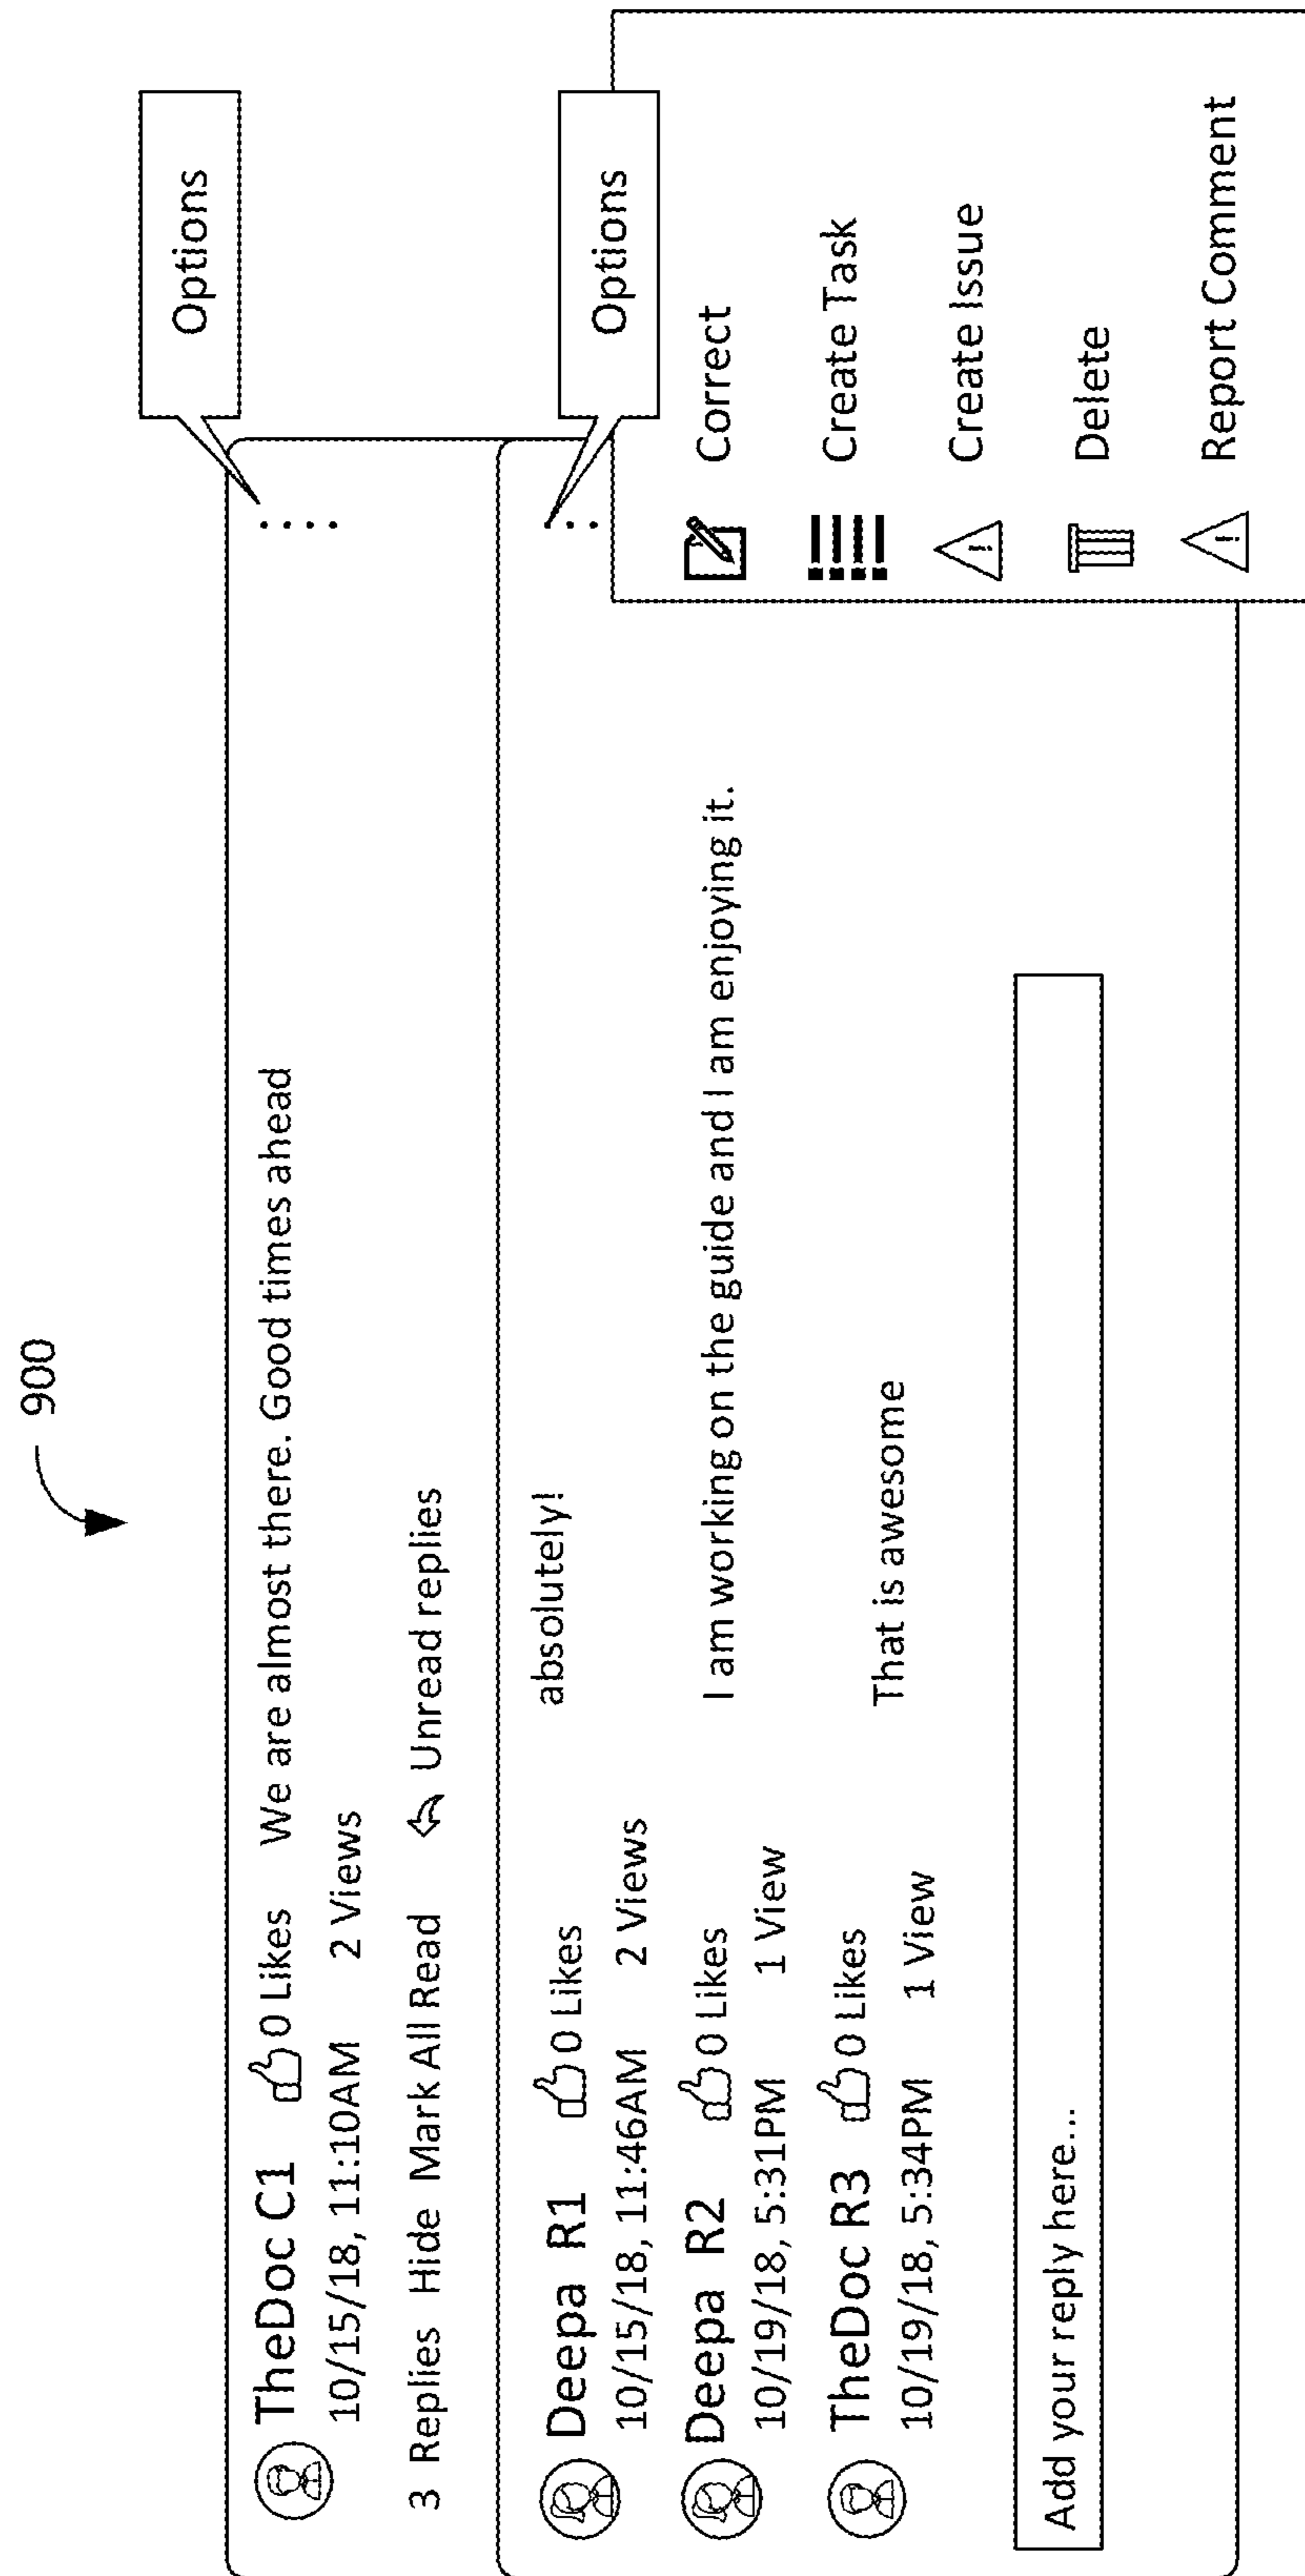 900
Options
TheDoc C1 0 Likes We are almost there. Good times ahead
10/15/18, 11:10AM 2 Views
3 Replies Hide Mark All Read Unread replies
Options
Deepa R1 0 Likes absolutely!
10/15/18, 11:46AM 2 Views
Deepa R2 0 Likes I am working on the guide and I am enjoying it.
10/19/18, 5:31PM 1 View
TheDoc R3 0 Likes That is awesome
10/19/18, 5:34PM 1 View
Add your reply here...
Correct
Create Task
! Create Issue
Delete
! Report Comment